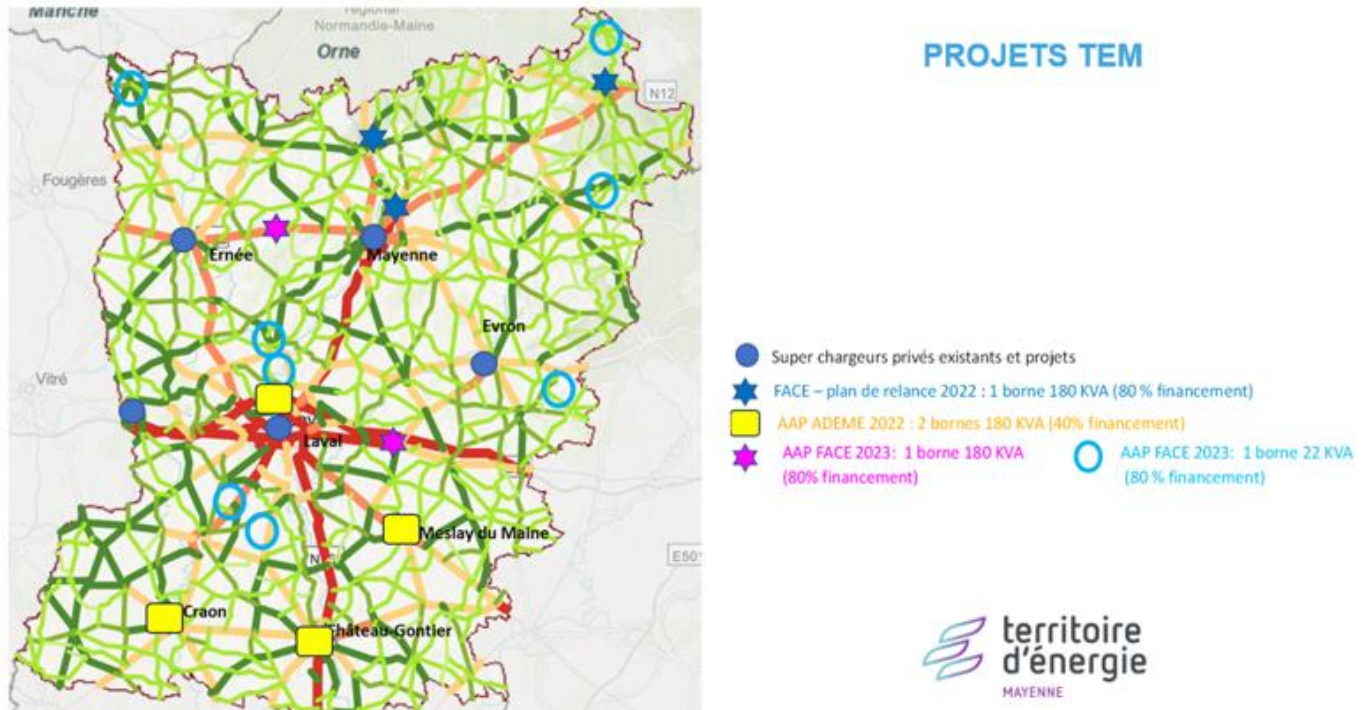 Manche
régional
Normandie-Maine
Orne
PROJETS TEM
N12
Fougères
Ernée
Mayenne
Evron
Vitré
Laval
Meslay du Maine
E501
Craon
Château-Gontier
Super chargeurs privés existants et projets
FACE – plan de relance 2022 : 1 borne 180 KVA (80 % financement)
AAP ADEME 2022 : 2 bornes 180 KVA (40% financement)
AAP FACE 2023: 1 borne 180 KVA
(80% financement)
AAP FACE 2023: 1 borne 22 KVA
(80 % financement)
territoire
d'énergie
MAYENNE